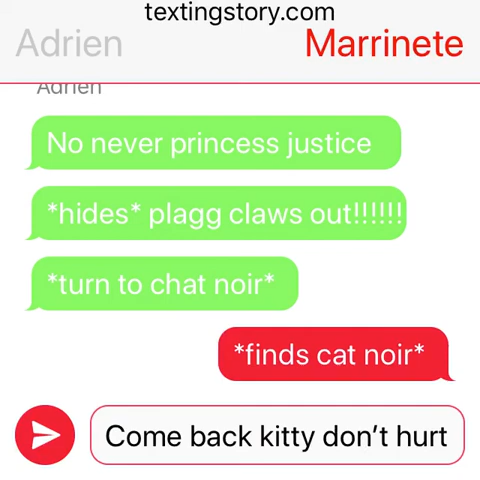 textingstory.com
Adrien Marrinete
Adrien
No never princess justice
*hides* plagg claws out!!!!!!
*turn to chat noir*
*finds cat noir*
Come back kitty don't hurt